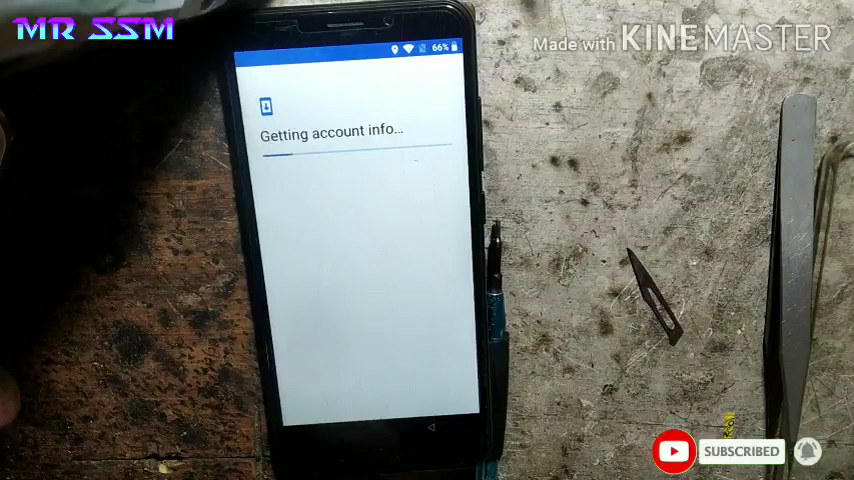 MR SSM
Made with KINEMASTER
66%
Getting account info...
SUBSCRIBED